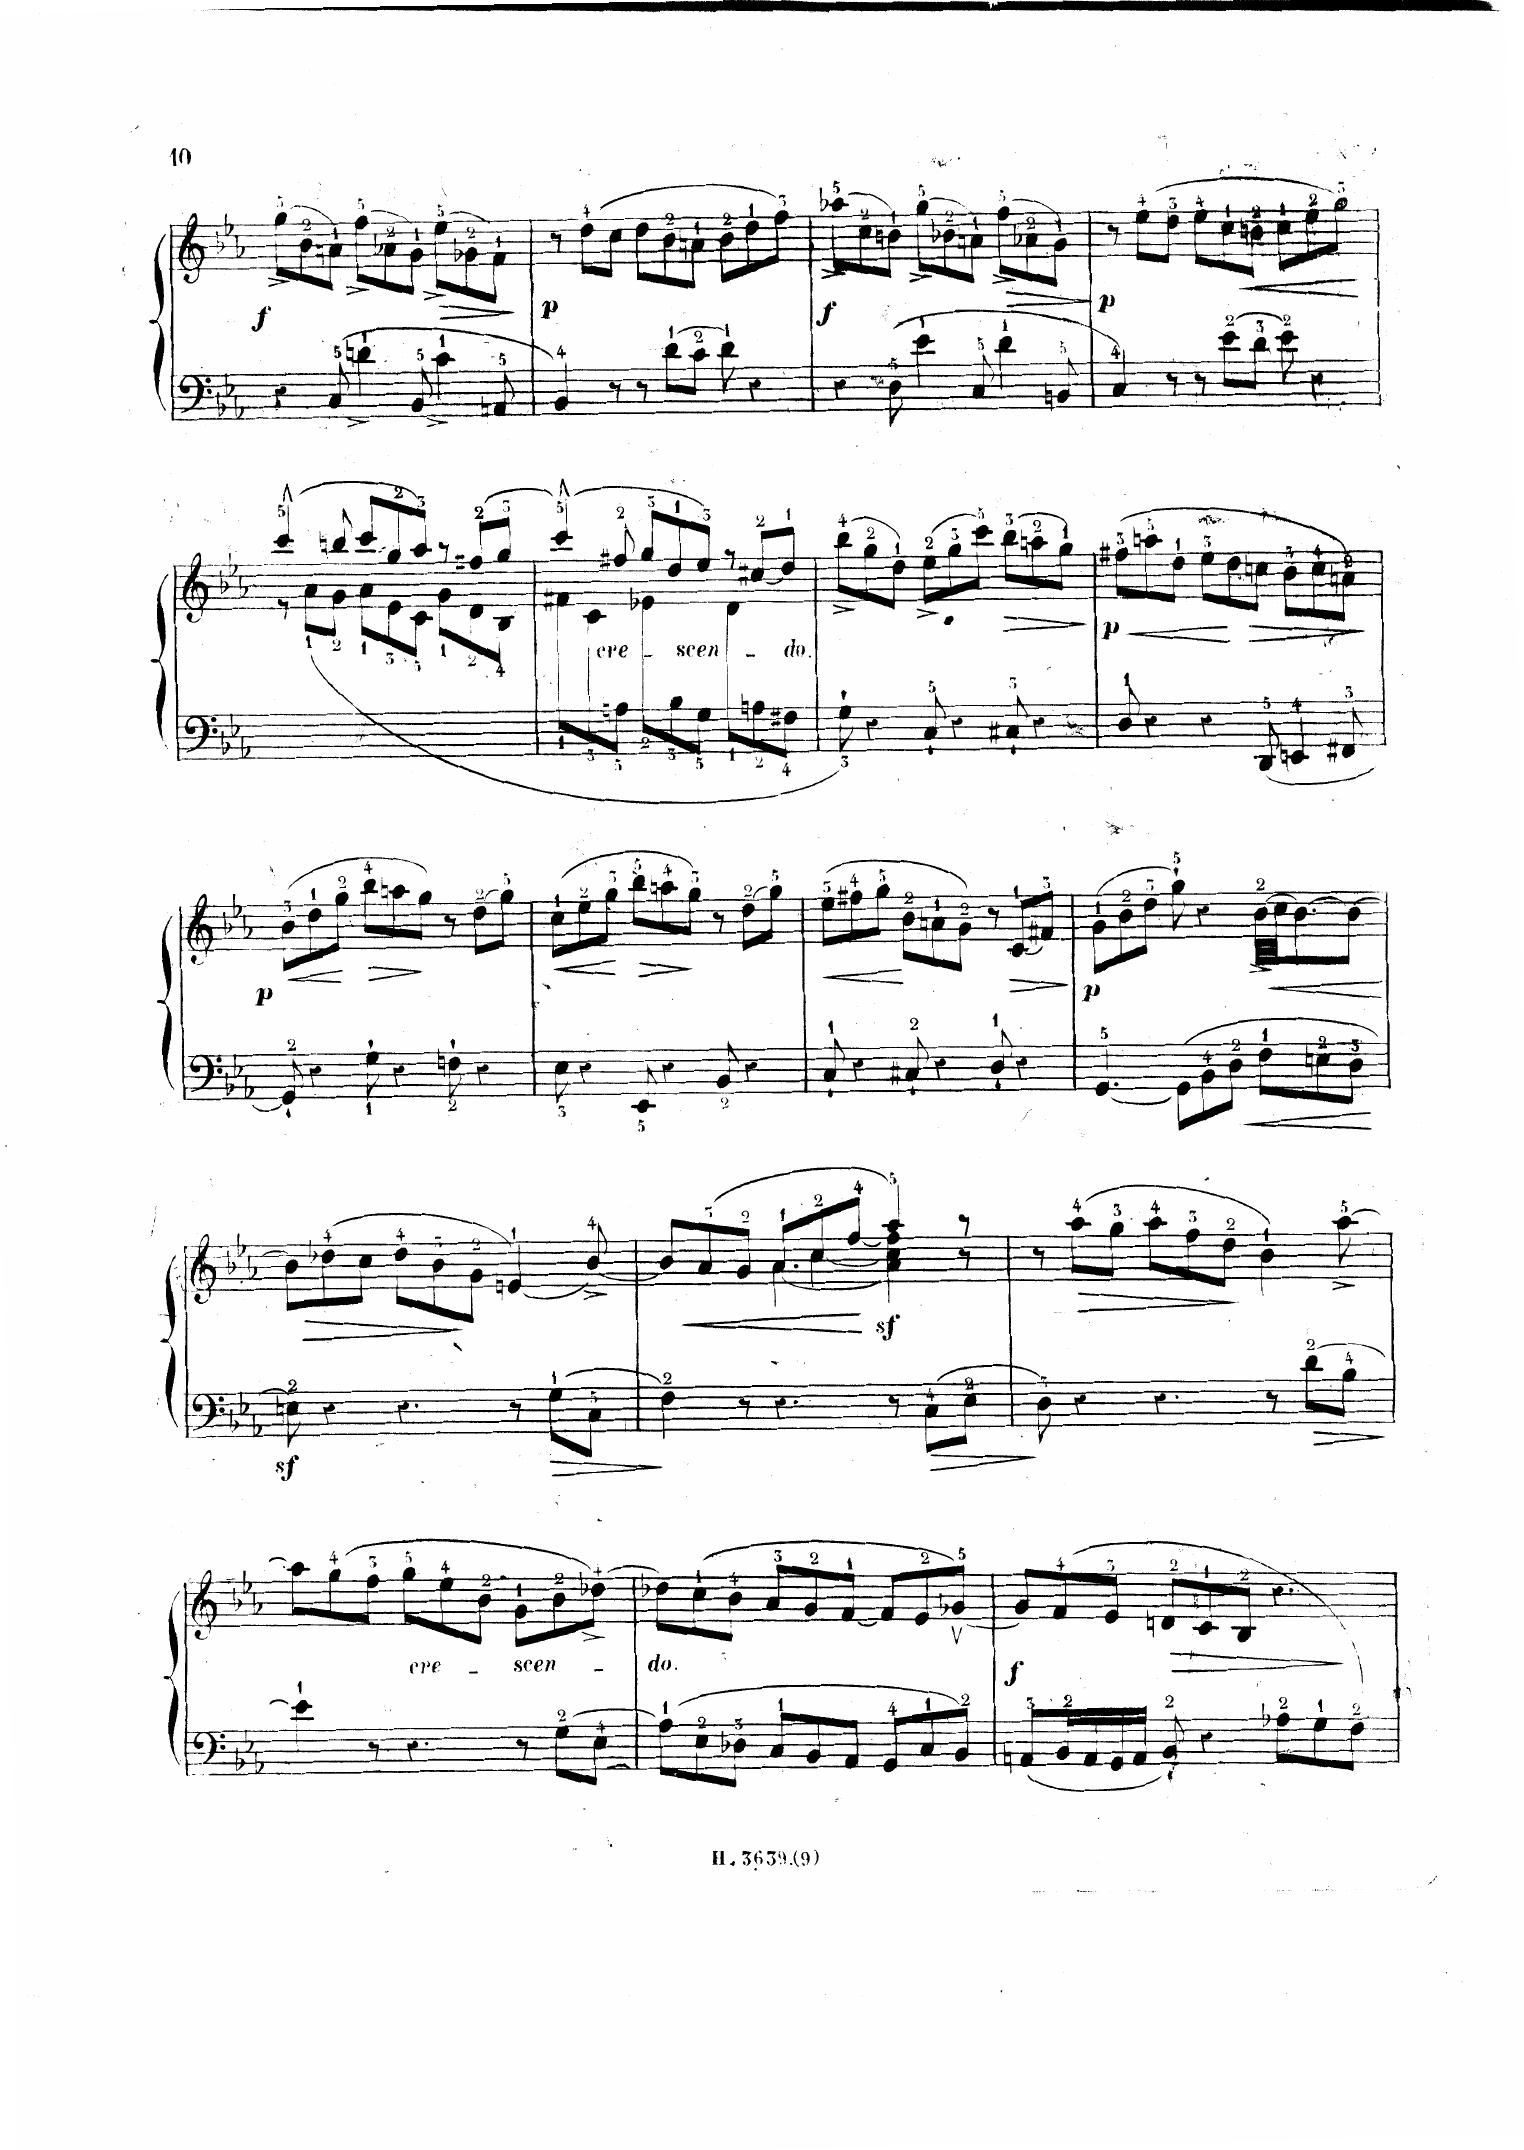 10
f p f p
cre - scen - do.
p
p p
sf
sf
cre - scen - do.
f
H. 3639.(9)